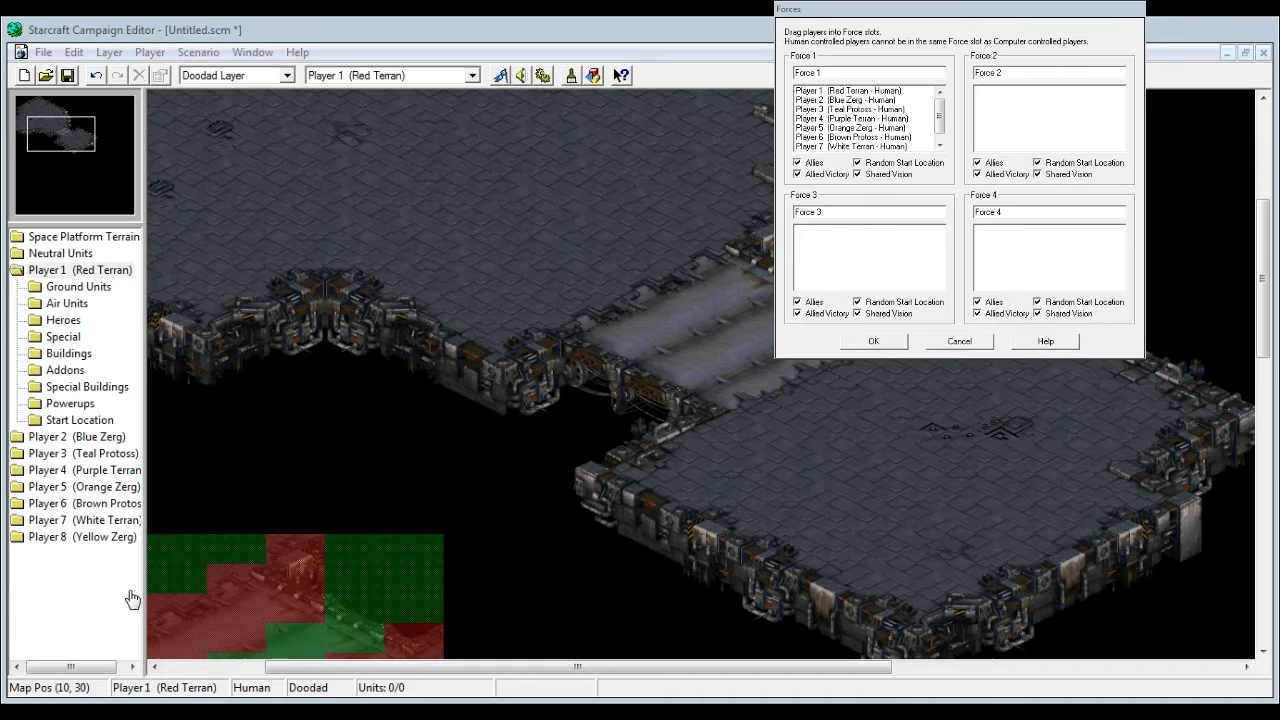 Forces
Drag players into Force slots.
Human controlled players cannot be in the same Force slot as Computer controlled players.
Force 1
Force 1
Player 1 (Red Terran - Human)
Player 2 (Blue Zerg - Human)
Player 3 (Teal Protoss - Human)
Player 4 (Purple Terran - Human)
Player 5 (Orange Zerg - Human)
Player 6 (Brown Protoss - Human)
Player 7 (White Terran - Human)
Allies
Random Start Location
Allied Victory
Shared Vision
Force 2
Force 2
Allies
Random Start Location
Allied Victory
Shared Vision
Force 3
Force 3
Allies
Random Start Location
Allied Victory
Shared Vision
Force 4
Force 4
Allies
Random Start Location
Allied Victory
Shared Vision
OK Cancel Help
Starcraft Campaign Editor - [Untitled.scm *]
File Edit Layer Player Scenario Window Help
Doodad Layer Player 1 (Red Terran)
Space Platform Terrain
Neutral Units
Player 1 (Red Terran)
Ground Units
Air Units
Heroes
Special
Buildings
Addons
Special Buildings
Powerups
Start Location
Player 2 (Blue Zerg)
Player 3 (Teal Protoss)
Player 4 (Purple Terran
Player 5 (Orange Zerg)
Player 6 (Brown Protos
Player 7 (White Terran)
Player 8 (Yellow Zerg)
Map Pos (10, 30) Player 1 (Red Terran) Human Doodad Units: 0/0